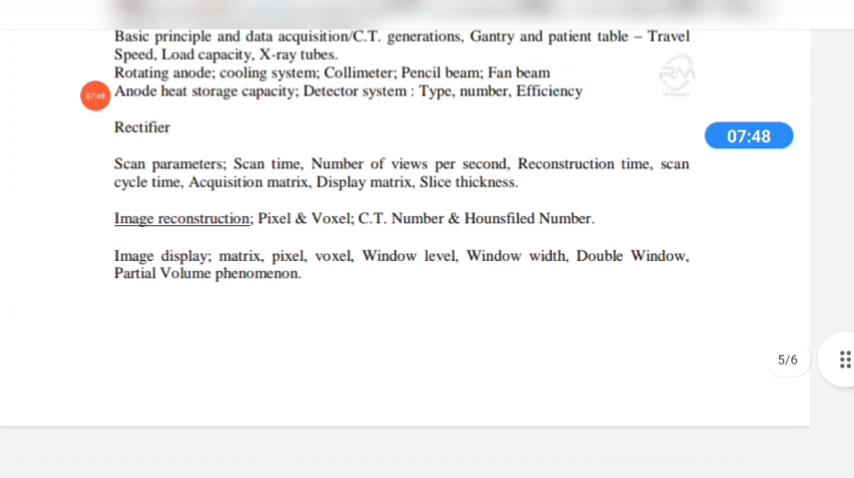 Basic principle and data acquisition/C.T. generations, Gantry and patient table – Travel
Speed, Load capacity, X-ray tubes.
Rotating anode; cooling system; Collimeter; Pencil beam; Fan beam
Anode heat storage capacity; Detector system : Type, number, Efficiency
07:48
RM
Rectifier
07:48
Scan parameters; Scan time, Number of views per second, Reconstruction time, scan
cycle time, Acquisition matrix, Display matrix, Slice thickness.
Image reconstruction; Pixel & Voxel; C.T. Number & Hounsfiled Number.
Image display; matrix, pixel, voxel, Window level, Window width, Double Window,
Partial Volume phenomenon.
5/6